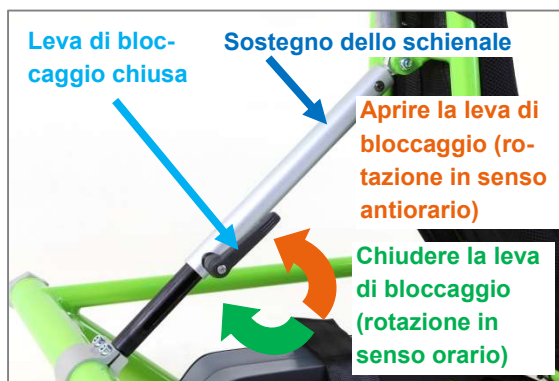 Leva di bloc-
caggio chiusa
Sostegno dello schienale
Aprire la leva di
bloccaggio (ro-
tazione in senso
antiorario)
Chiudere la leva
di bloccaggio
(rotazione in
senso orario)